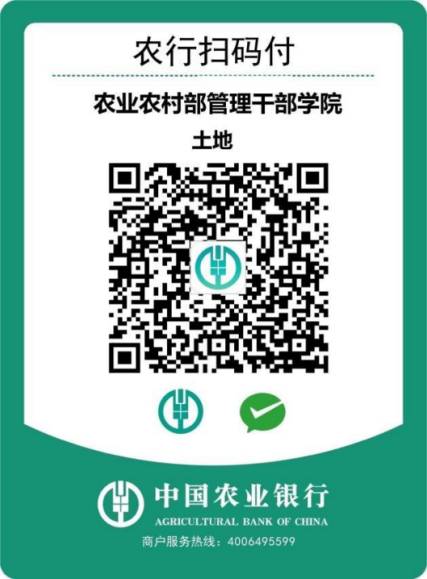 农行扫码付
农业农村部管理干部学院
土地
中国农业银行
AGRICULTURAL BANK OF CHINA
商户服务热线：4006495599